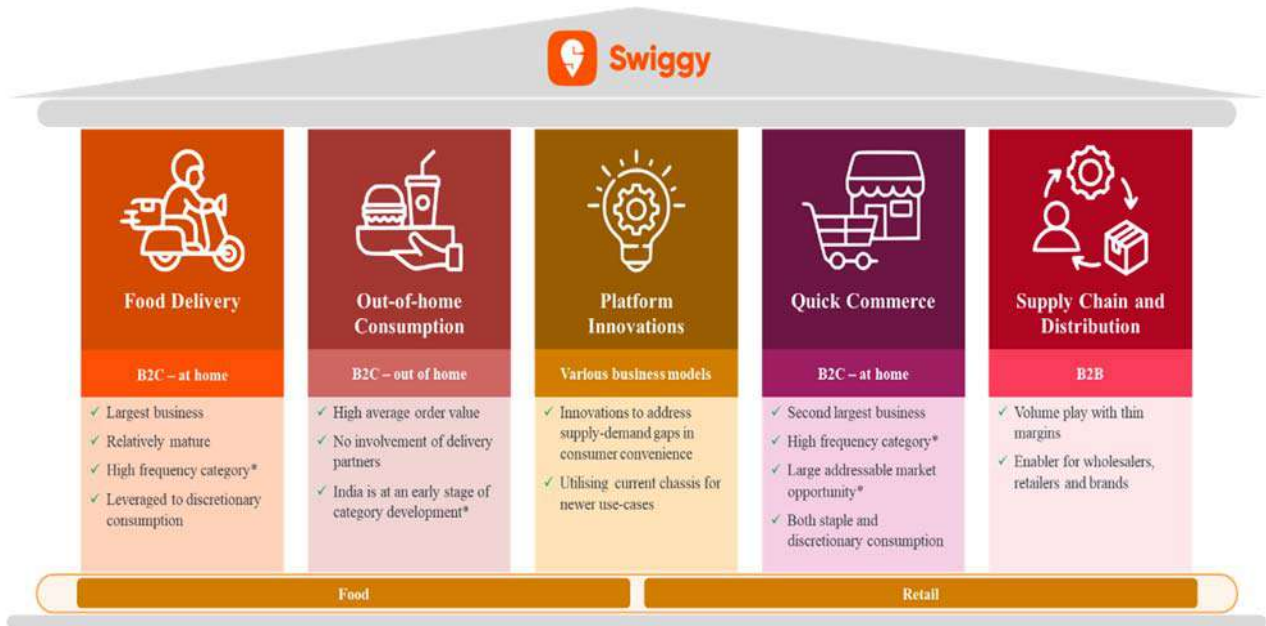 Swiggy
Food Delivery
B2C – at home
✓ Largest business
✓ Relatively mature
✓ High frequency category*
✓ Leveraged to discretionary
consumption
Out-of-home
Consumption
B2C – out of home
✓ High average order value
✓ No involvement of delivery
partners
✓ India is at an early stage of
category development*
Platform
Innovations
Various business models
✓ Innovations to address
supply-demand gaps in
consumer convenience
✓ Utilising current chassis for
newer use-cases
Quick Commerce
B2C – at home
✓ Second largest business
✓ High frequency category*
✓ Large addressable market
opportunity*
✓ Both staple and
discretionary consumption
Supply Chain and
Distribution
B2B
✓ Volume play with thin
margins
✓ Enabler for wholesalers,
retailers and brands
Food
Retail